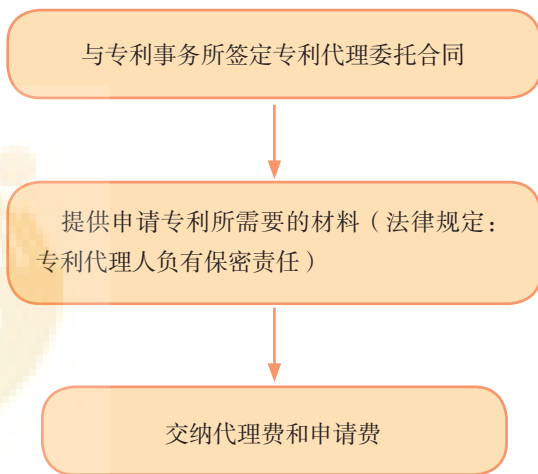 与专利事务所签定专利代理委托合同
提供申请专利所需要的材料（法律规定：
专利代理人负有保密责任）
交纳代理费和申请费